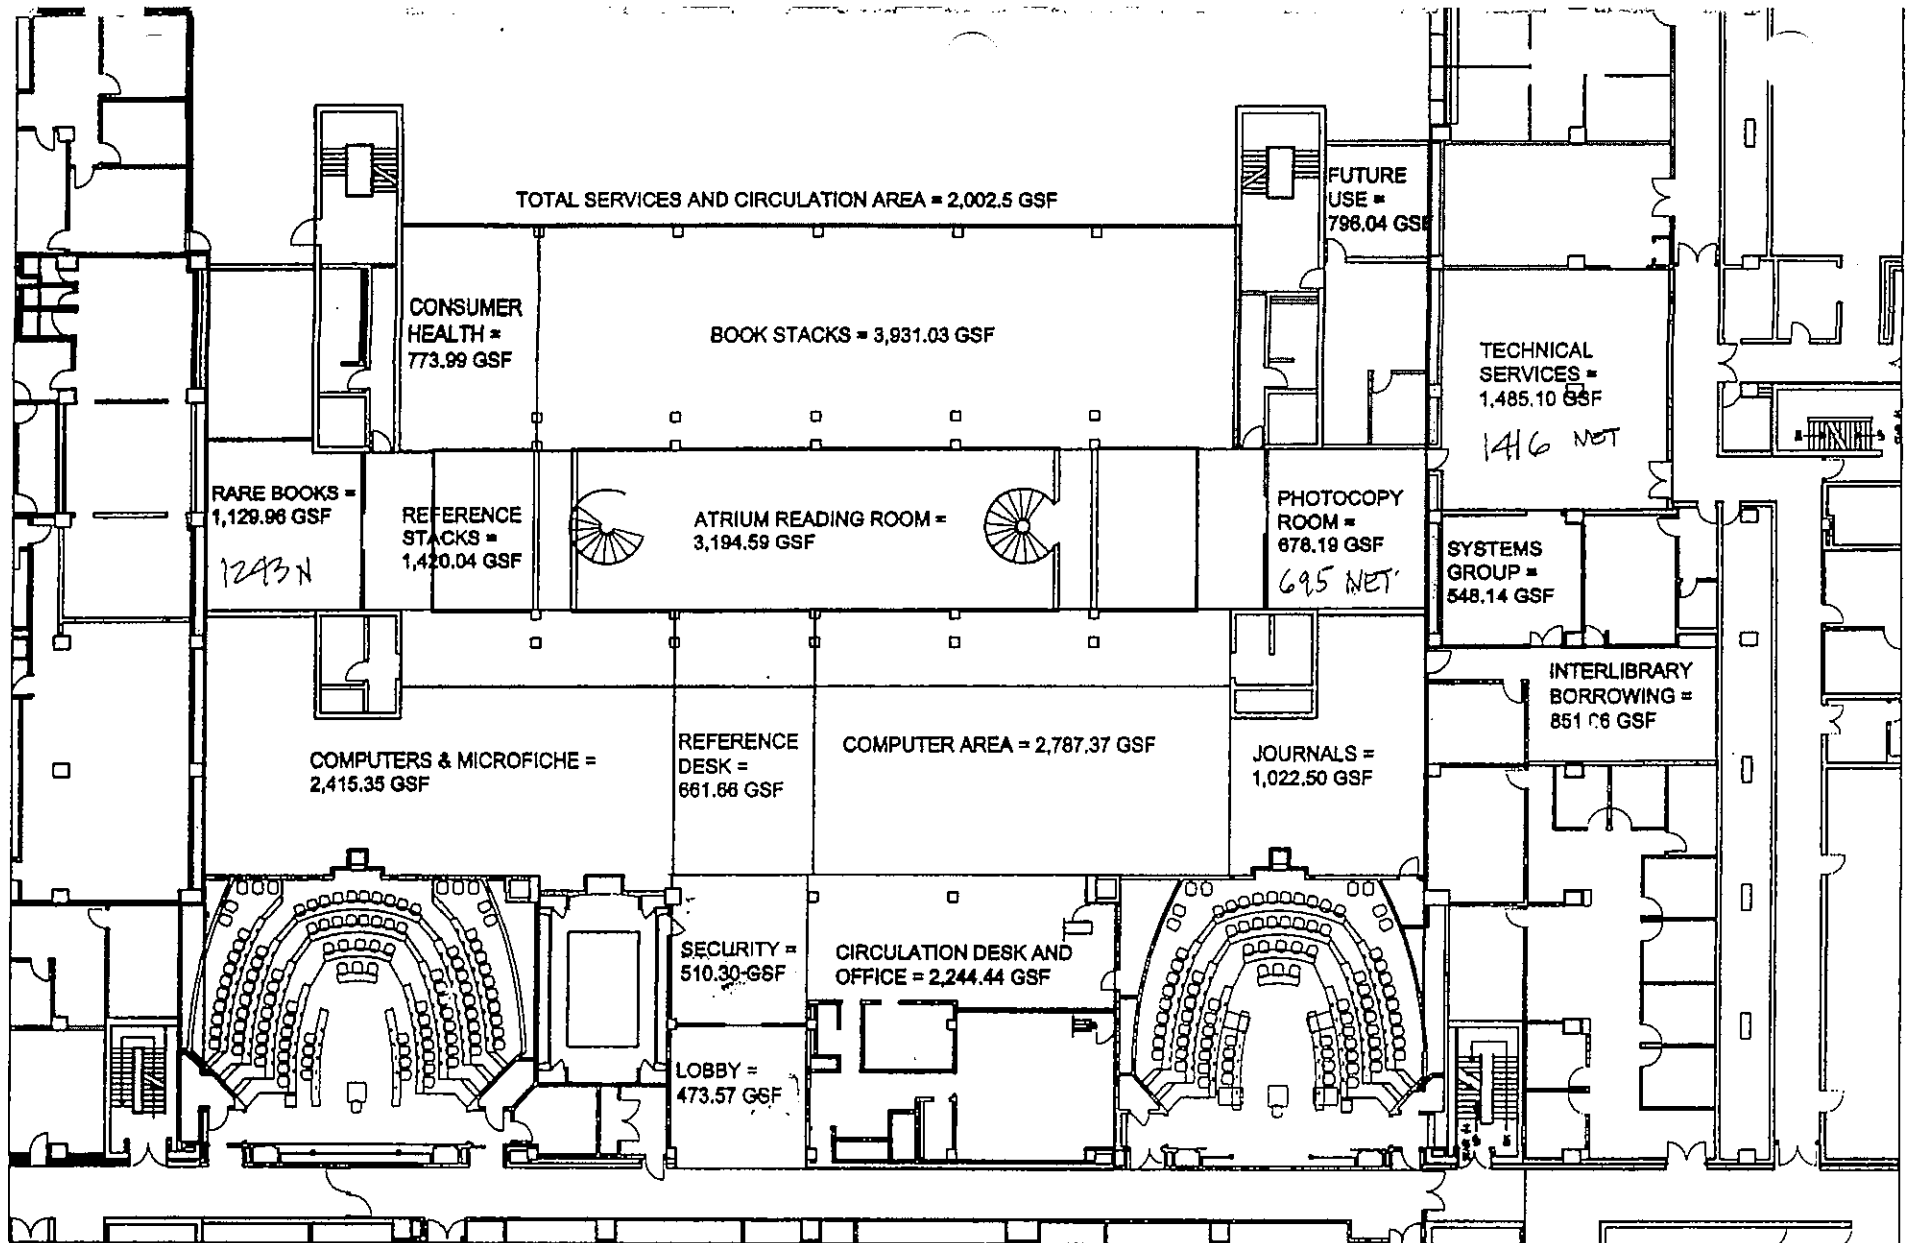 TOTAL SERVICES AND CIRCULATION AREA = 2,002.5 GSF
FUTURE
USE =
796.04 GSF
CONSUMER
HEALTH =
773.99 GSF
BOOK STACKS = 3,931.03 GSF
TECHNICAL
SERVICES =
1,485.10 GSF
1416 NET
RARE BOOKS =
1,129.96 GSF
1293 N
REFERENCE
STACKS =
1,420.04 GSF
ATRIUM READING ROOM =
3,194.59 GSF
PHOTOCOPY
ROOM =
678.19 GSF
695 NET
SYSTEMS
GROUP =
548.14 GSF
INTERLIBRARY
BORROWING =
GSF
COMPUTERS & MICROFICHE =
2,415.35 GSF
REFERENCE
DESK =
661.66 GSF
COMPUTER AREA = 2,787.37 GSF
JOURNALS =
1,022.50 GSF
SECURITY =
510.30 GSF
CIRCULATION DESK AND
OFFICE = 2,244.44 GSF
LOBBY =
473.57 GSF